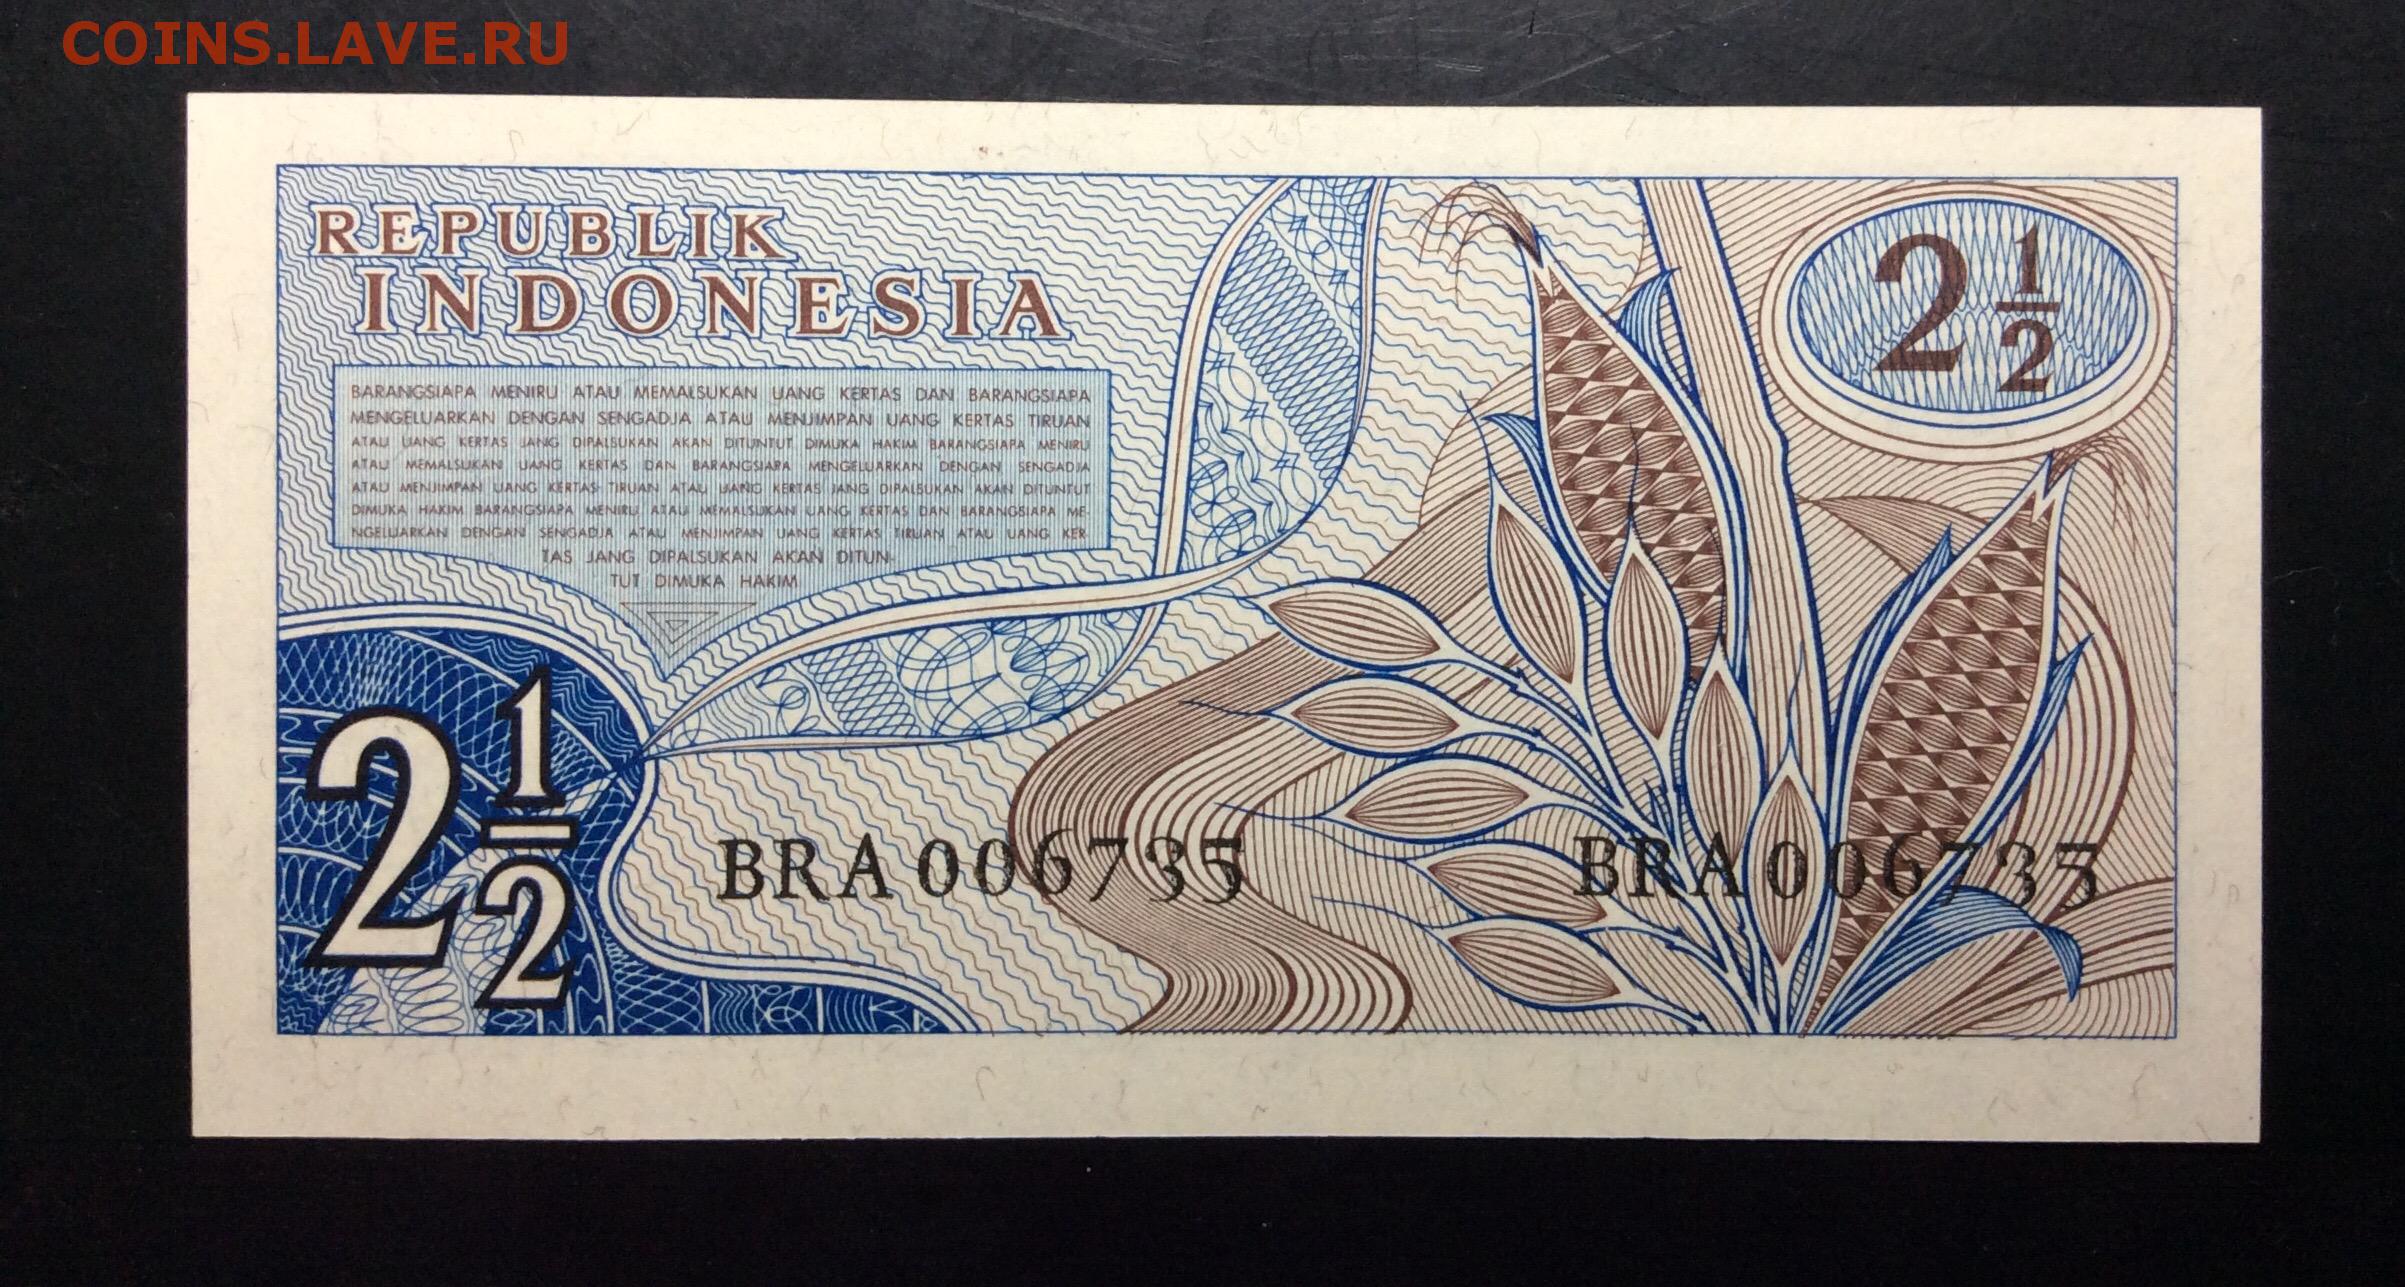 COINS.LAVE.RU
REPUBLIK
INDONESIA
2 1/2
BARANGSIAPA MENIRU ATAU MEMALSUKAN UANG KERTAS DAN BARANGSIAPA
MENGELUARKAN DENGAN SENGADJA ATAU MENJIMPAN UANG KERTAS TIRUAN
ATAU UANG KERTAS JANG DIPALSUKAN AKAN DITUNTUT DIMUKA HAKIM BARANGSIAPA MENIRU
ATAU MEMALSUKAN UANG KERTAS DAN BARANGSIAPA MENGELUARKAN DENGAN SENGADJA
ATAU MENJIMPAN UANG KERTAS TIRUAN ATAU UANG KERTAS JANG DIPALSUKAN AKAN DITUNTUT
DIMUKA HAKIM BARANGSIAPA MENIRU ATAU MEMALSUKAN UANG KERTAS DAN BARANGSIAPA ME-
NGELUARKAN DENGAN SENGADJA ATAU MENJIMPAN UANG KERTAS TIRUAN ATAU UANG KER
TAS JANG DIPALSUKAN AKAN DITUN-
TUT DIMUKA HAKIM
2 1/2
BRA006735 BRA006735